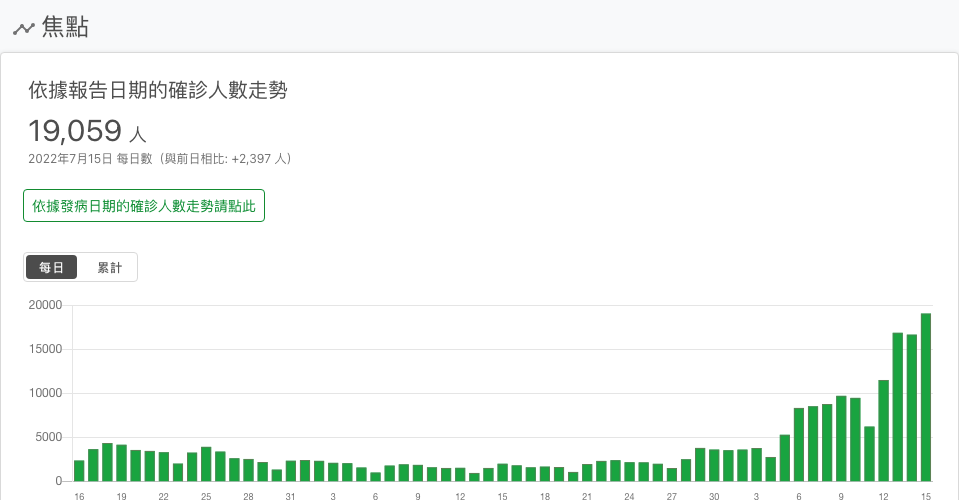 焦點
依據報告日期的確診人數走勢
19,059 人
2022年7月15日 每日數（與前日相比: +2,397 人）
依據發病日期的確診人數走勢請點此
每日 累計
20000
15000
10000
5000
0
16 19 22 25 28 31 3 6 9 12 15 18 21 24 27 30 3 6 9 12 15